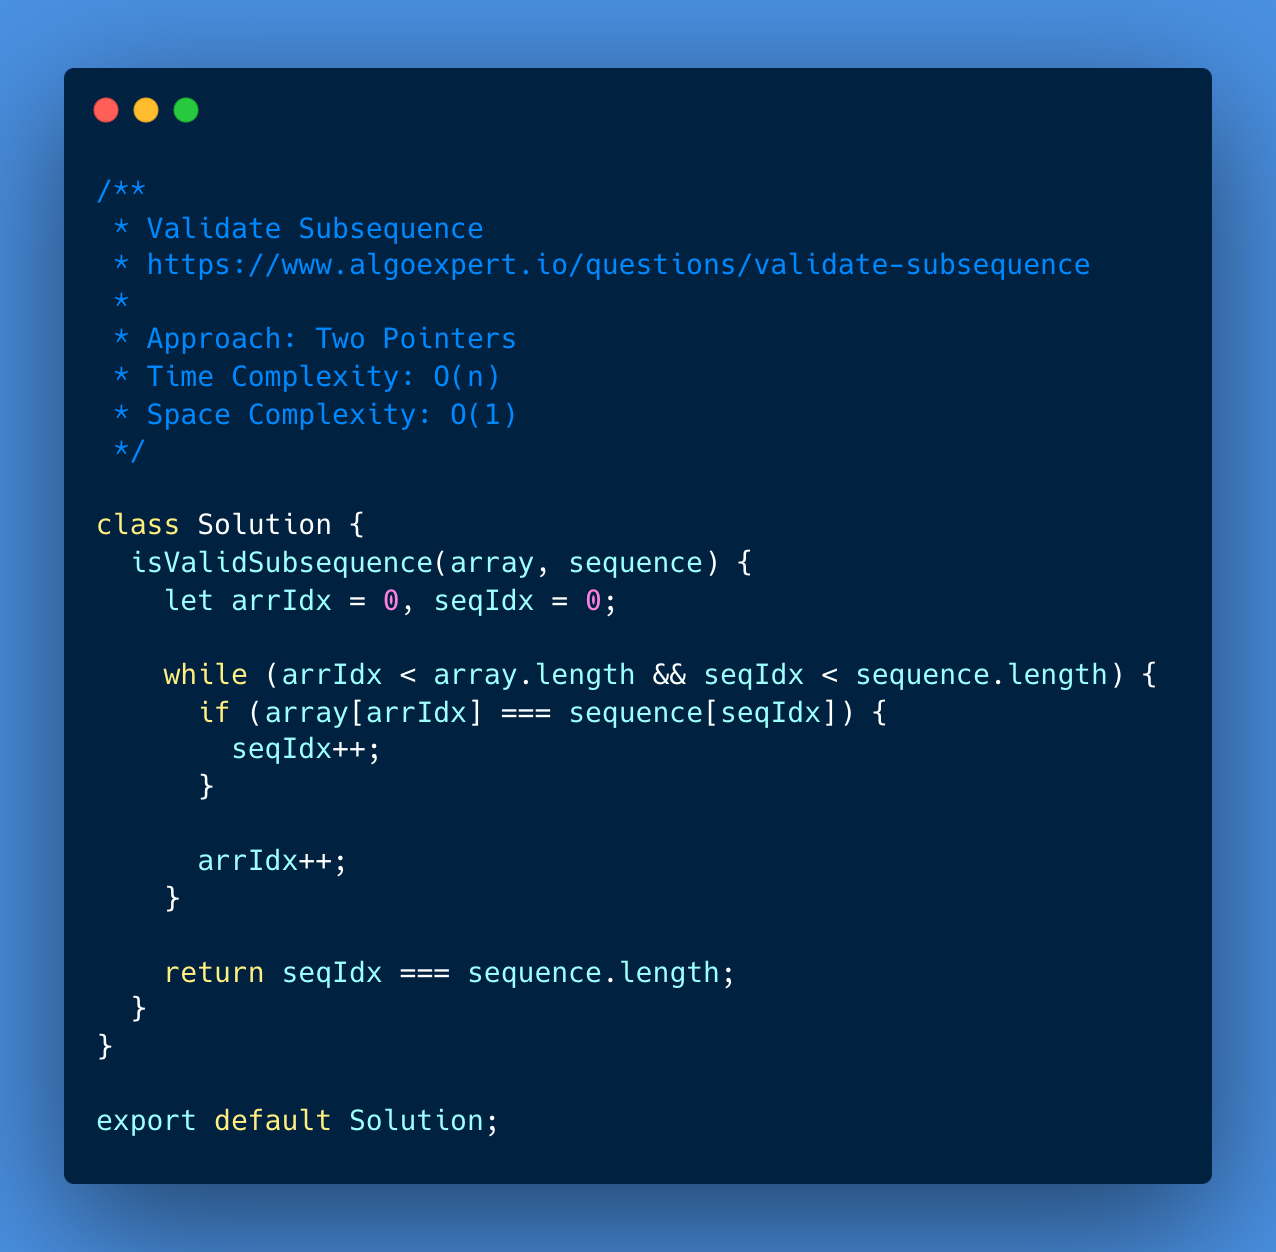 /**
 * Validate Subsequence
 * https://www.algoexpert.io/questions/validate-subsequence
 *
 * Approach: Two Pointers
 * Time Complexity: O(n)
 * Space Complexity: O(1)
 */

class Solution {
  isValidSubsequence(array, sequence) {
    let arrIdx = 0, seqIdx = 0;

    while (arrIdx < array.length && seqIdx < sequence.length) {
      if (array[arrIdx] === sequence[seqIdx]) {
        seqIdx++;
      }

      arrIdx++;
    }

    return seqIdx === sequence.length;
  }
}

export default Solution;